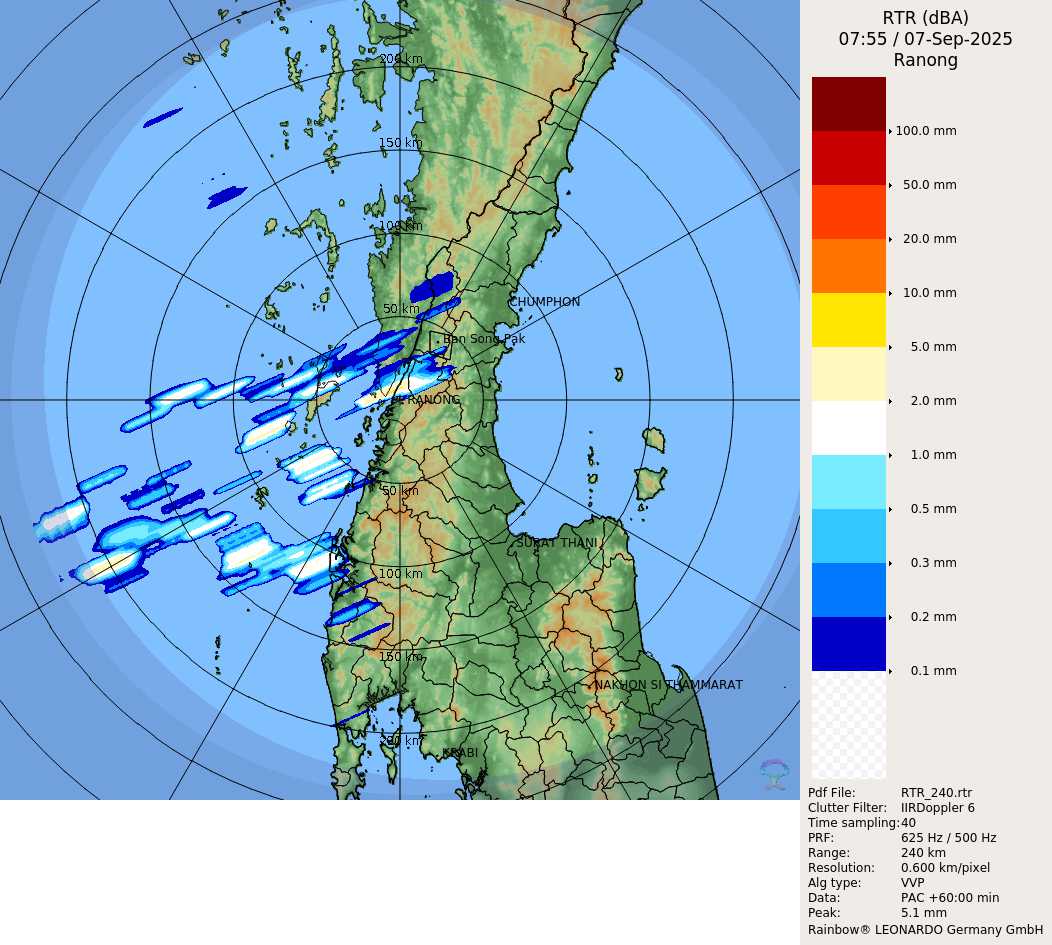 RTR (dBA)
07:55 / 07-Sep-2025
Ranong
100.0 mm
50.0 mm
20.0 mm
10.0 mm
5.0 mm
2.0 mm
1.0 mm
0.5 mm
0.3 mm
0.2 mm
0.1 mm
200 km
150 km
100 km
50 km
CHUMPHON
Ban Song Pak
RANONG
50 km
SURAT THANI
100 km
150 km
NAKHON SI THAMMARAT
200 km
KRABI
Pdf File: RTR_240.rtr
Clutter Filter: IIRDoppler 6
Time sampling: 40
PRF: 625 Hz / 500 Hz
Range: 240 km
Resolution: 0.600 km/pixel
Alg type: VVP
Data: PAC +60:00 min
Peak: 5.1 mm
Rainbow® LEONARDO Germany GmbH